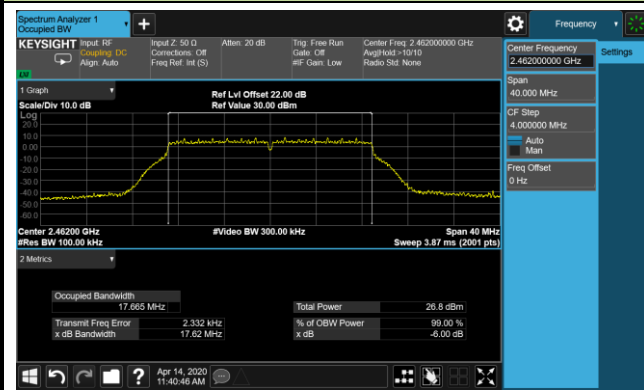 Spectrum Analyzer 1
Occupied BW
+
Frequency
KEYSIGHT
Input: RF
Coupling: DC
Align: Auto
Input Z: 50 Ω
Corrections: Off
Freq Ref: Int (S)
Atten: 20 dB
Trig: Free Run
Gate: Off
#IF Gain: Low
Center Freq: 2.462000000 GHz
Avg|Hold:>10/10
Radio Std: None
Center Frequency
2.462000000 GHz
Settings
Span
40.000 MHz
CF Step
4.000000 MHz
Auto
Man
Freq Offset
0 Hz
1 Graph
Scale/Div 10.0 dB
Ref Lvl Offset 22.00 dB
Ref Value 30.00 dBm
Log
20.0
10.0
0.00
-10.0
-20.0
-30.0
-40.0
-50.0
-60.0
Center 2.46200 GHz
#Res BW 100.00 kHz
#Video BW 300.00 kHz
Span 40 MHz
Sweep 3.87 ms (2001 pts)
2 Metrics
Occupied Bandwidth
17.665 MHz
Total Power 26.8 dBm
Transmit Freq Error 2.332 kHz
% of OBW Power 99.00 %
x dB Bandwidth 17.62 MHz
x dB -6.00 dB
?
Apr 14, 2020
11:40:46 AM